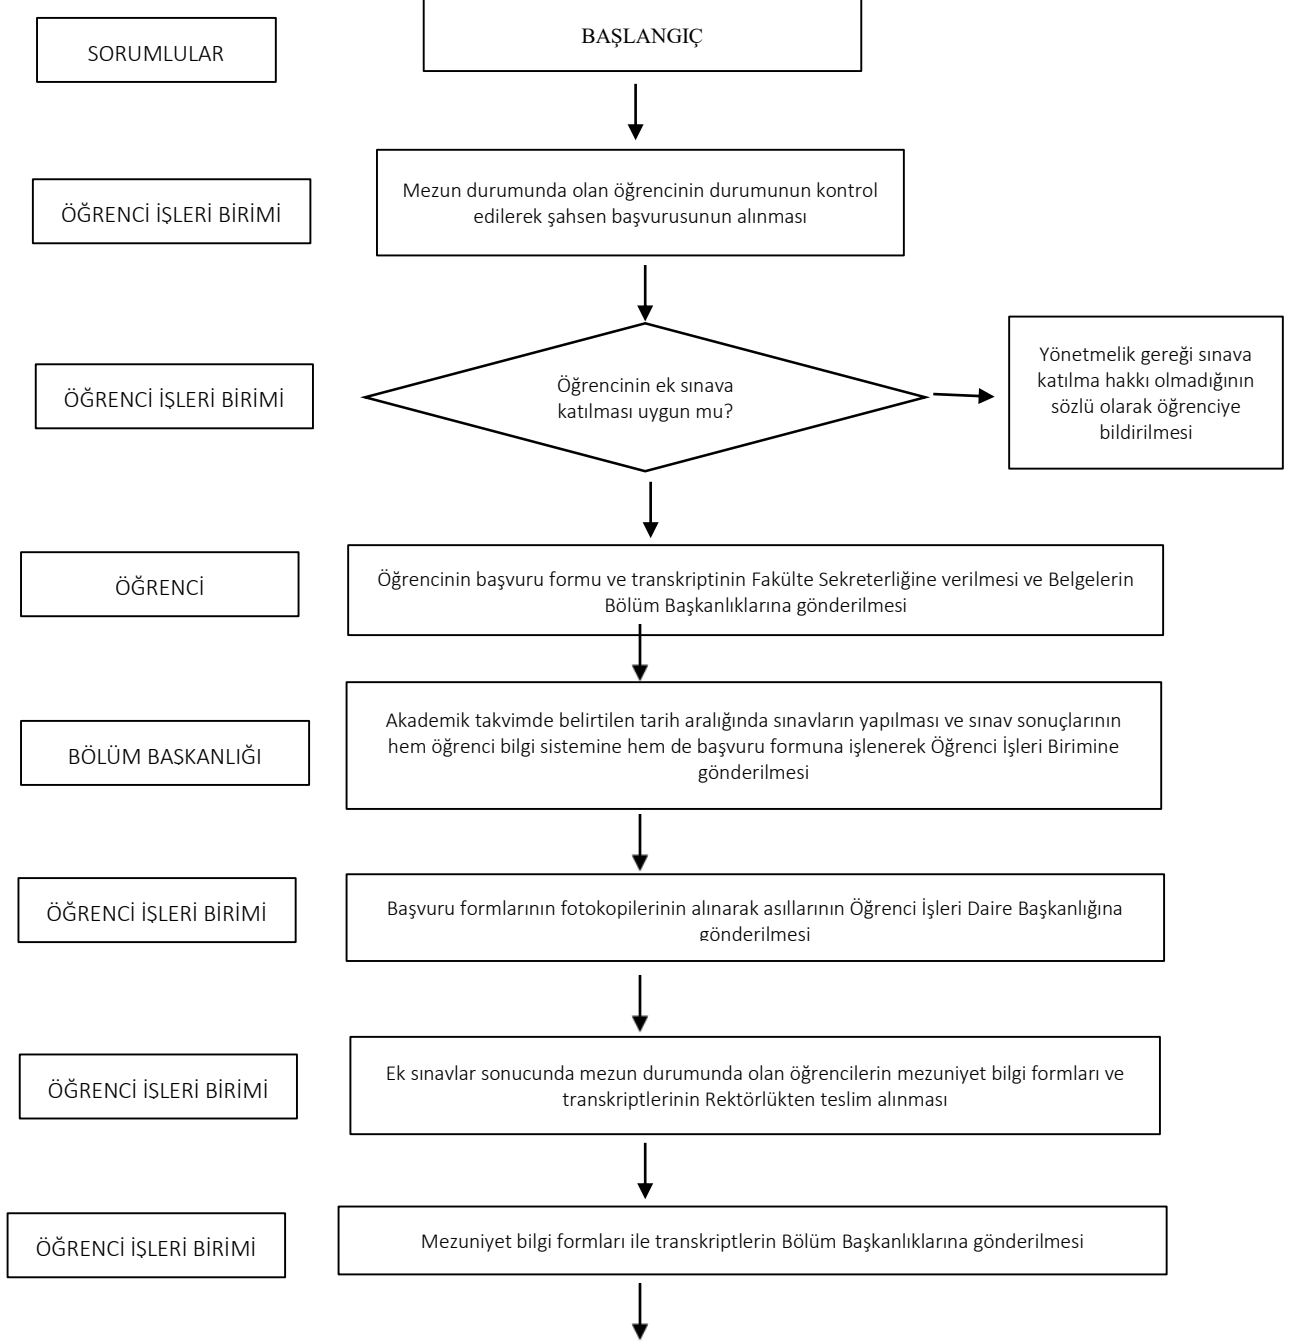 BAŞLANGIÇ
SORUMLULAR
ÖĞRENCİ İŞLERİ BİRİMİ
Mezun durumunda olan öğrencinin durumunun kontrol
edilerek şahsen başvurusunun alınması
ÖĞRENCİ İŞLERİ BİRİMİ
Öğrencinin ek sınava
katılması uygun mu?
Yönetmelik gereği sınava
katılma hakkı olmadığının
sözlü olarak öğrenciye
bildirilmesi
ÖĞRENCİ
Öğrencinin başvuru formu ve transkriptinin Fakülte Sekreterliğine verilmesi ve Belgelerin
Bölüm Başkanlıklarına gönderilmesi
BÖLÜM BASKANLIĞI
Akademik takvimde belirtilen tarih aralığında sınavların yapılması ve sınav sonuçlarının
hem öğrenci bilgi sistemine hem de başvuru formuna işlenerek Öğrenci İşleri Birimine
gönderilmesi
ÖĞRENCİ İŞLERİ BİRİMİ
Başvuru formlarının fotokopilerinin alınarak asıllarının Öğrenci İşleri Daire Başkanlığına
gönderilmesi
ÖĞRENCİ İŞLERİ BİRİMİ
Ek sınavlar sonucunda mezun durumunda olan öğrencilerin mezuniyet bilgi formları ve
transkriptlerinin Rektörlükten teslim alınması
ÖĞRENCİ İŞLERİ BİRİMİ
Mezuniyet bilgi formları ile transkriptlerin Bölüm Başkanlıklarına gönderilmesi